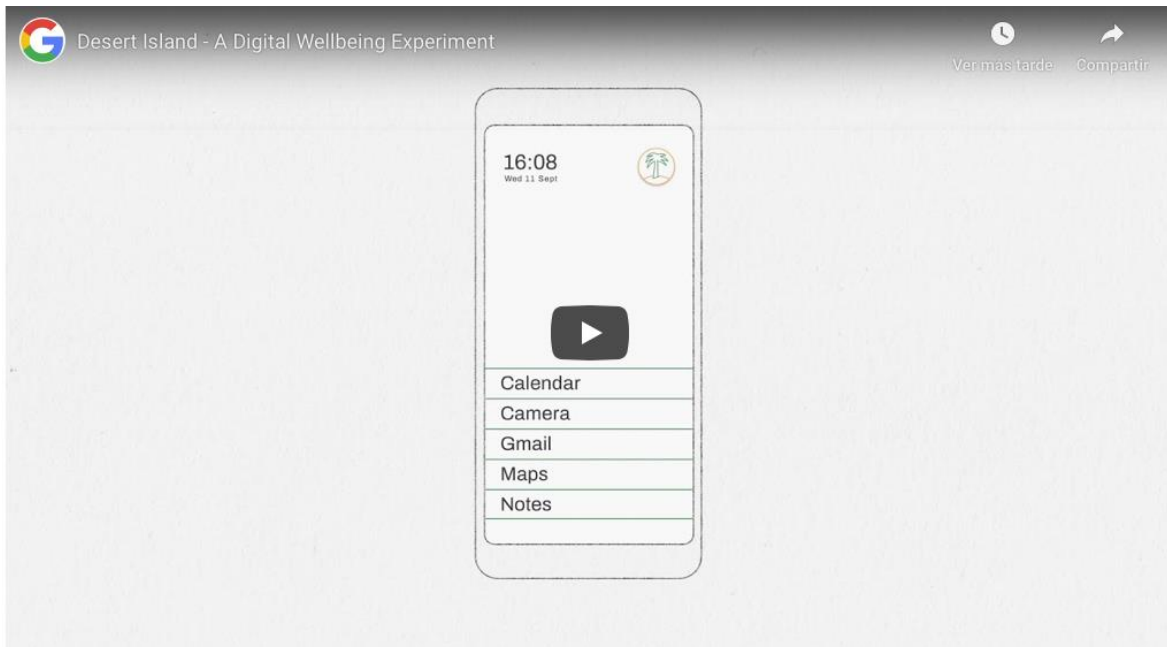 Desert Island - A Digital Wellbeing Experiment
Ver más tarde
Compartir
16:08
Wed 11 Sept
Calendar
Camera
Gmail
Maps
Notes